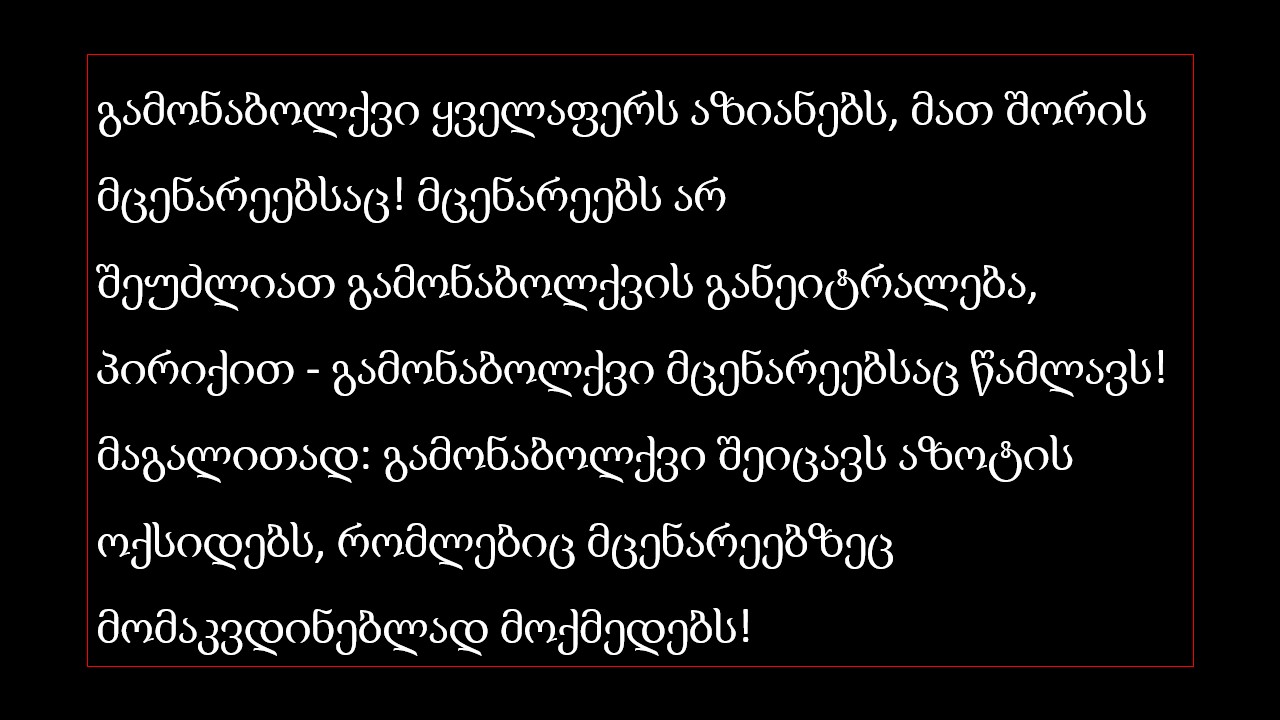 გამონაბოლქვი ყველაფერს აზიანებს, მათ შორის
მცენარეებსაც! მცენარეებს არ
შეუძლიათ გამონაბოლქვის განეიტრალება,
პირიქით - გამონაბოლქვი მცენარეებსაც წამლავს!
მაგალითად: გამონაბოლქვი შეიცავს აზოტის
ოქსიდებს, რომლებიც მცენარეებზეც
მომაკვდინებლად მოქმედებს!